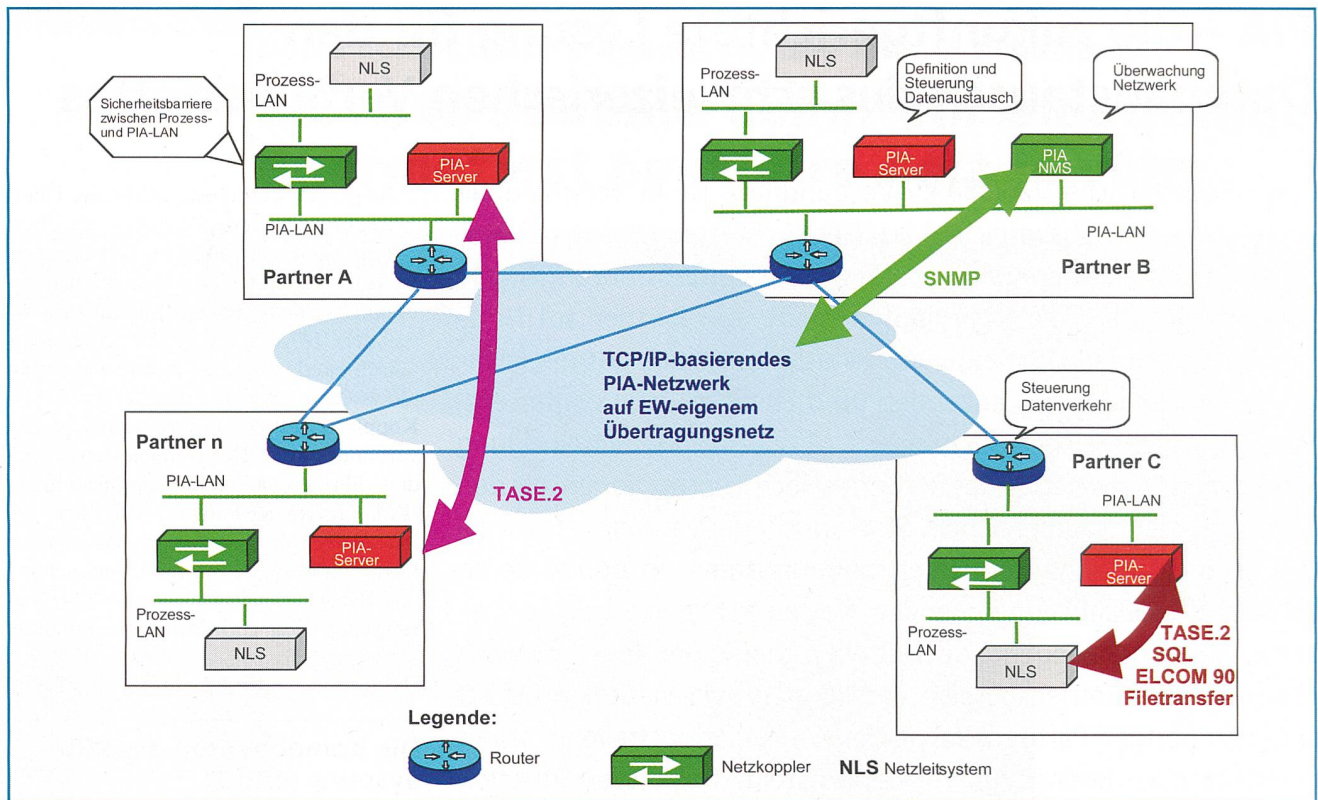 NLS
Prozess-
LAN
Sicherheitsbarriere
zwischen Prozess-
und PIA-LAN
PIA-
Server
PIA-LAN
Partner A
NLS
Prozess-
LAN
Definition und
Steuerung
Datenaustausch
Überwachung
Netzwerk
PIA-
Server
PIA
NMS
PIA-LAN
Partner B
SNMP
TCP/IP-basierendes
PIA-Netzwerk
auf EW-eigenem
Übertragungsnetz
Steuerung
Datenverkehr
Partner n
PIA-LAN
PIA-
Server
TASE.2
Prozess-
LAN
NLS
Partner C
PIA-LAN
PIA-
Server
Prozess-
LAN
NLS
TASE.2
SQL
ELCOM 90
Filetransfer
Legende:
Router
Netzkoppler
NLS Netzleitsystem